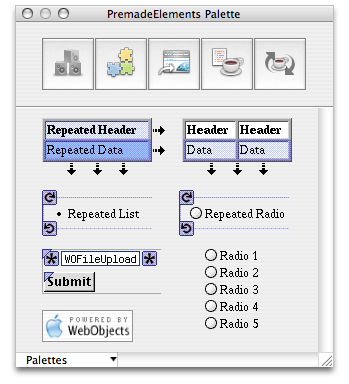 PremadeElements Palette
Repeated Header
Repeated Data
Header Header
Data Data
Repeated List
Repeated Radio
WOFileUpload
Submit
Radio 1
Radio 2
Radio 3
Radio 4
Radio 5
POWERED BY
WebObjects
Palettes